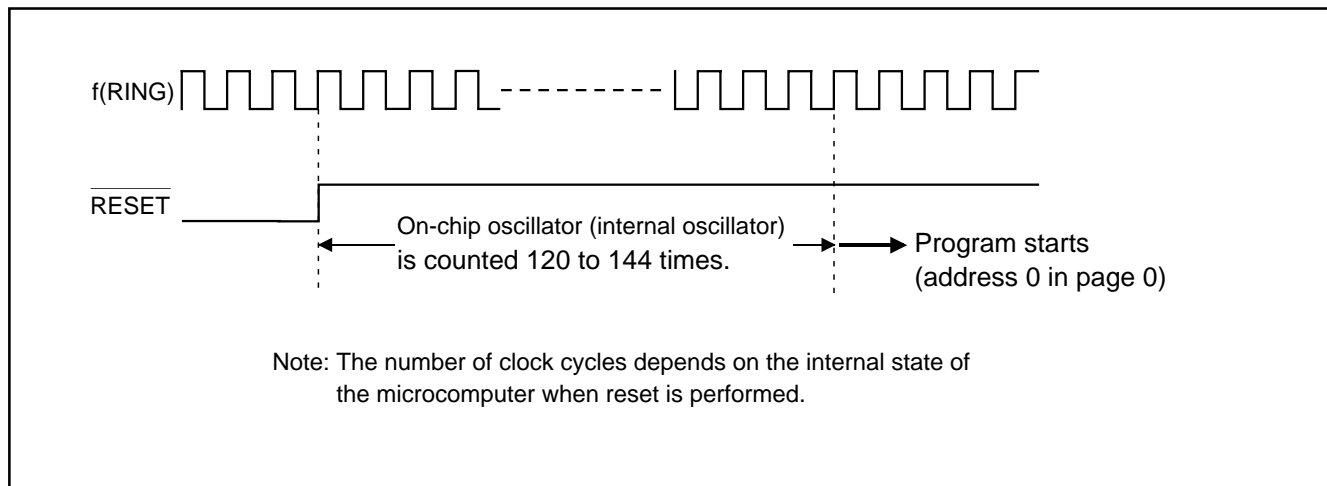 f(RING)
RESET
On-chip oscillator (internal oscillator)
is counted 120 to 144 times.
Program starts
(address 0 in page 0)
Note: The number of clock cycles depends on the internal state of
the microcomputer when reset is performed.